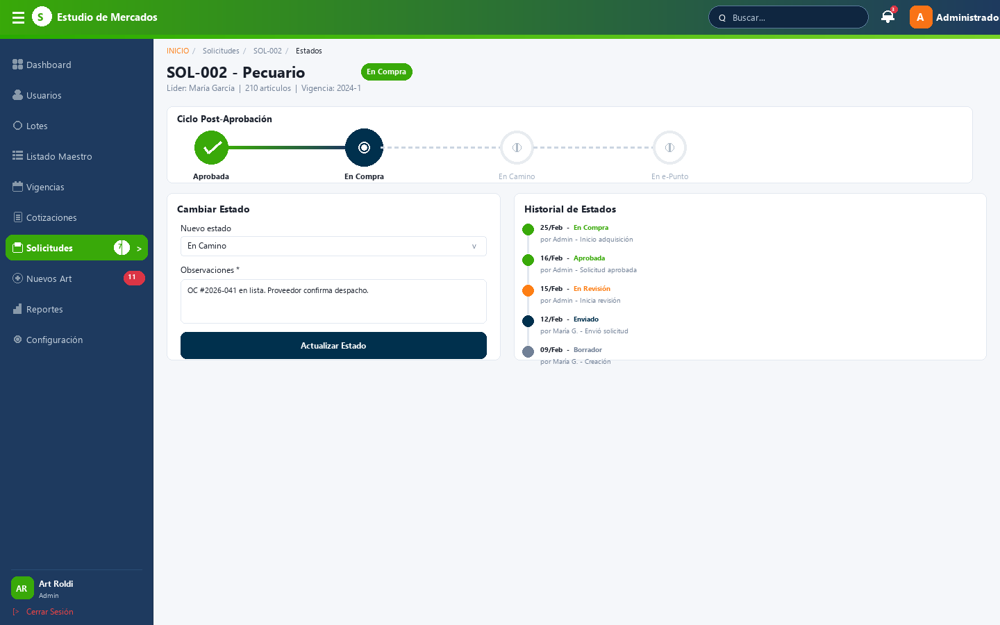 S Estudio de Mercados
Buscar...
3
A Administrado
Dashboard
Usuarios
Lotes
Listado Maestro
Vigencias
Cotizaciones
Solicitudes 7 >
Nuevos Art 11
Reportes
Configuración
AR Art Roldi
Admin
[> Cerrar Sesión
INICIO / Solicitudes / SOL-002 / Estados
SOL-002 - Pecuario En Compra
Líder: María García | 210 artículos | Vigencia: 2024-1
Ciclo Post-Aprobación
Aprobada En Compra En Camino En e-Punto
Cambiar Estado
Nuevo estado
En Camino v
Observaciones *
OC #2026-041 en lista. Proveedor confirma despacho.
Actualizar Estado
Historial de Estados
25/Feb - En Compra
por Admin - Inicio adquisición
16/Feb - Aprobada
por Admin - Solicitud aprobada
15/Feb - En Revisión
por Admin - Inicia revisión
12/Feb - Enviado
por María G. - Envió solicitud
09/Feb - Borrador
por María G. - Creación